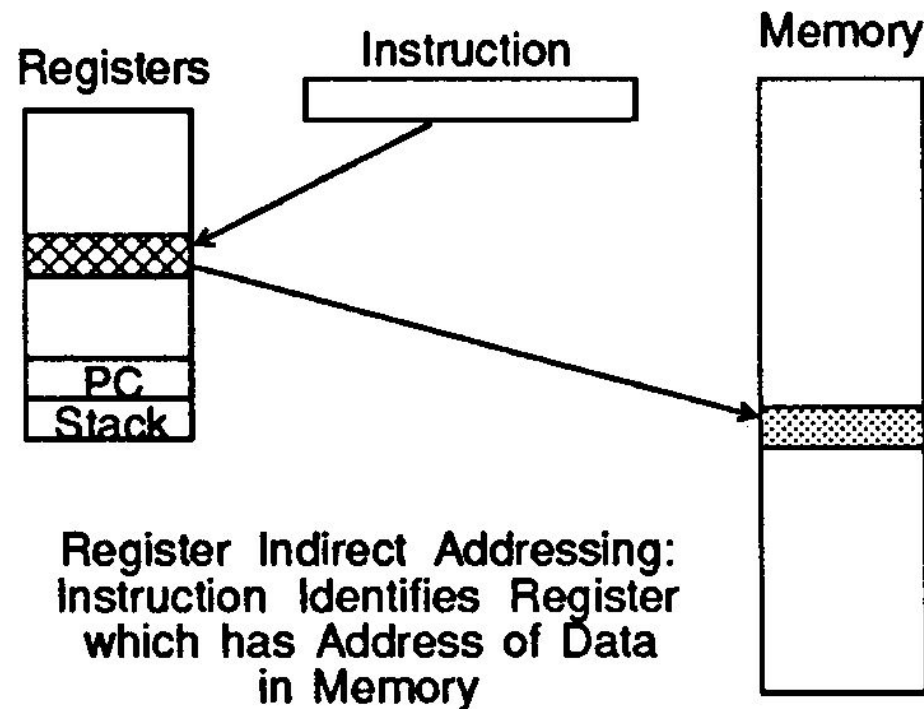 Registers
Instruction
Memory
PC
Stack
Register Indirect Addressing:
Instruction Identifies Register
which has Address of Data
in Memory